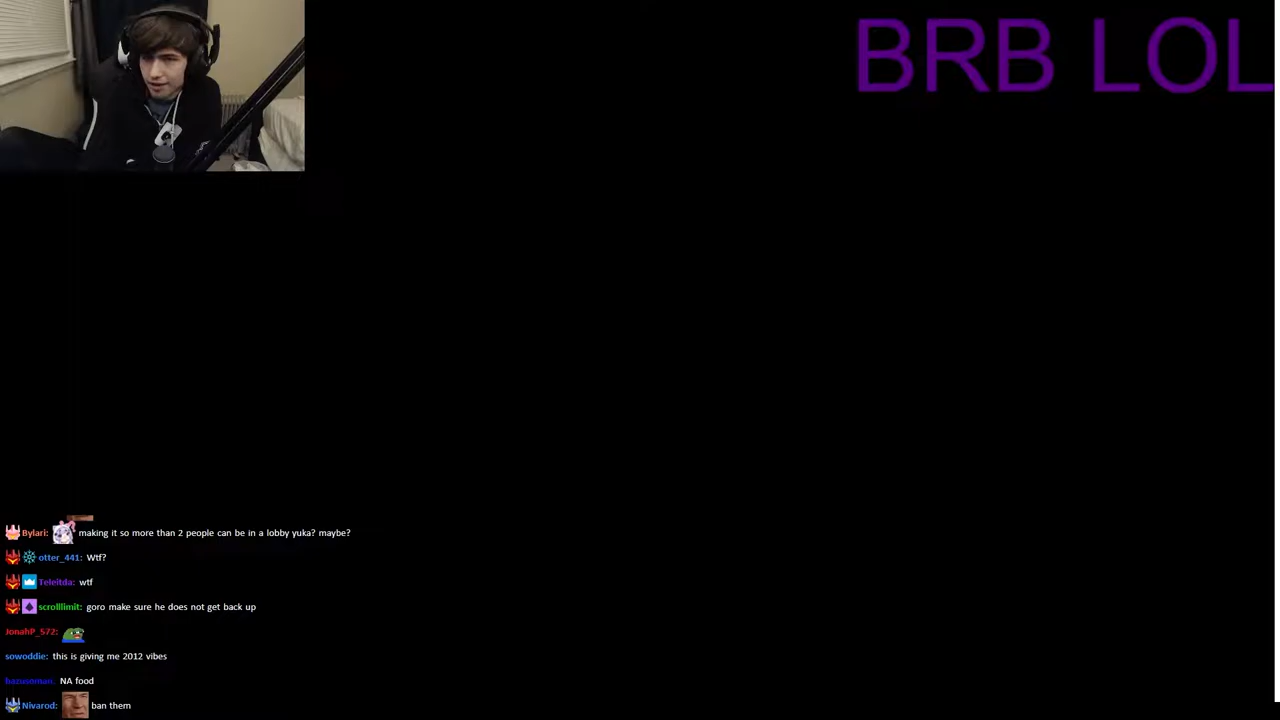 BRB LOL
Bylari: making it so more than 2 people can be in a lobby yuka? maybe?
otter_441: Wtf?
Teleitda: wtf
scrolllimit: goro make sure he does not get back up
JonahP_572:
sowoddie: this is giving me 2012 vibes
hazuseman: NA food
Nivarod: ban them